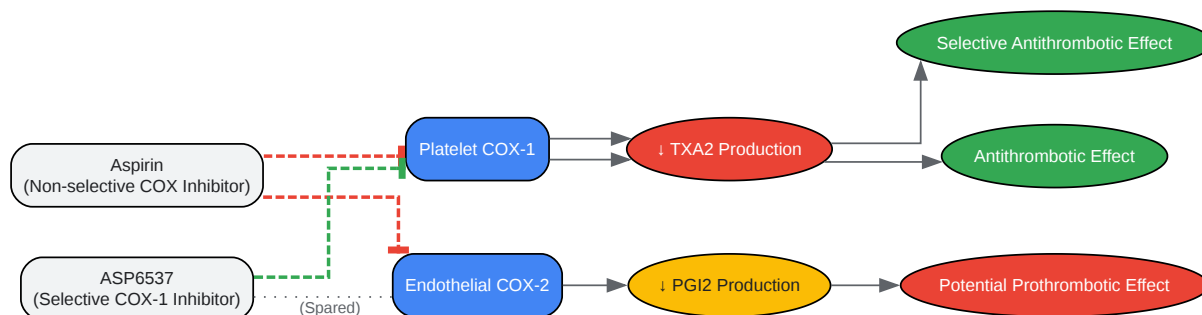 Selective Antithrombotic Effect
Aspirin
(Non-selective COX Inhibitor)
Platelet COX-1
↓ TXA2 Production
Antithrombotic Effect
ASP6537
(Selective COX-1 Inhibitor)
(Spared)
Endothelial COX-2
↓ PGI2 Production
Potential Prothrombotic Effect